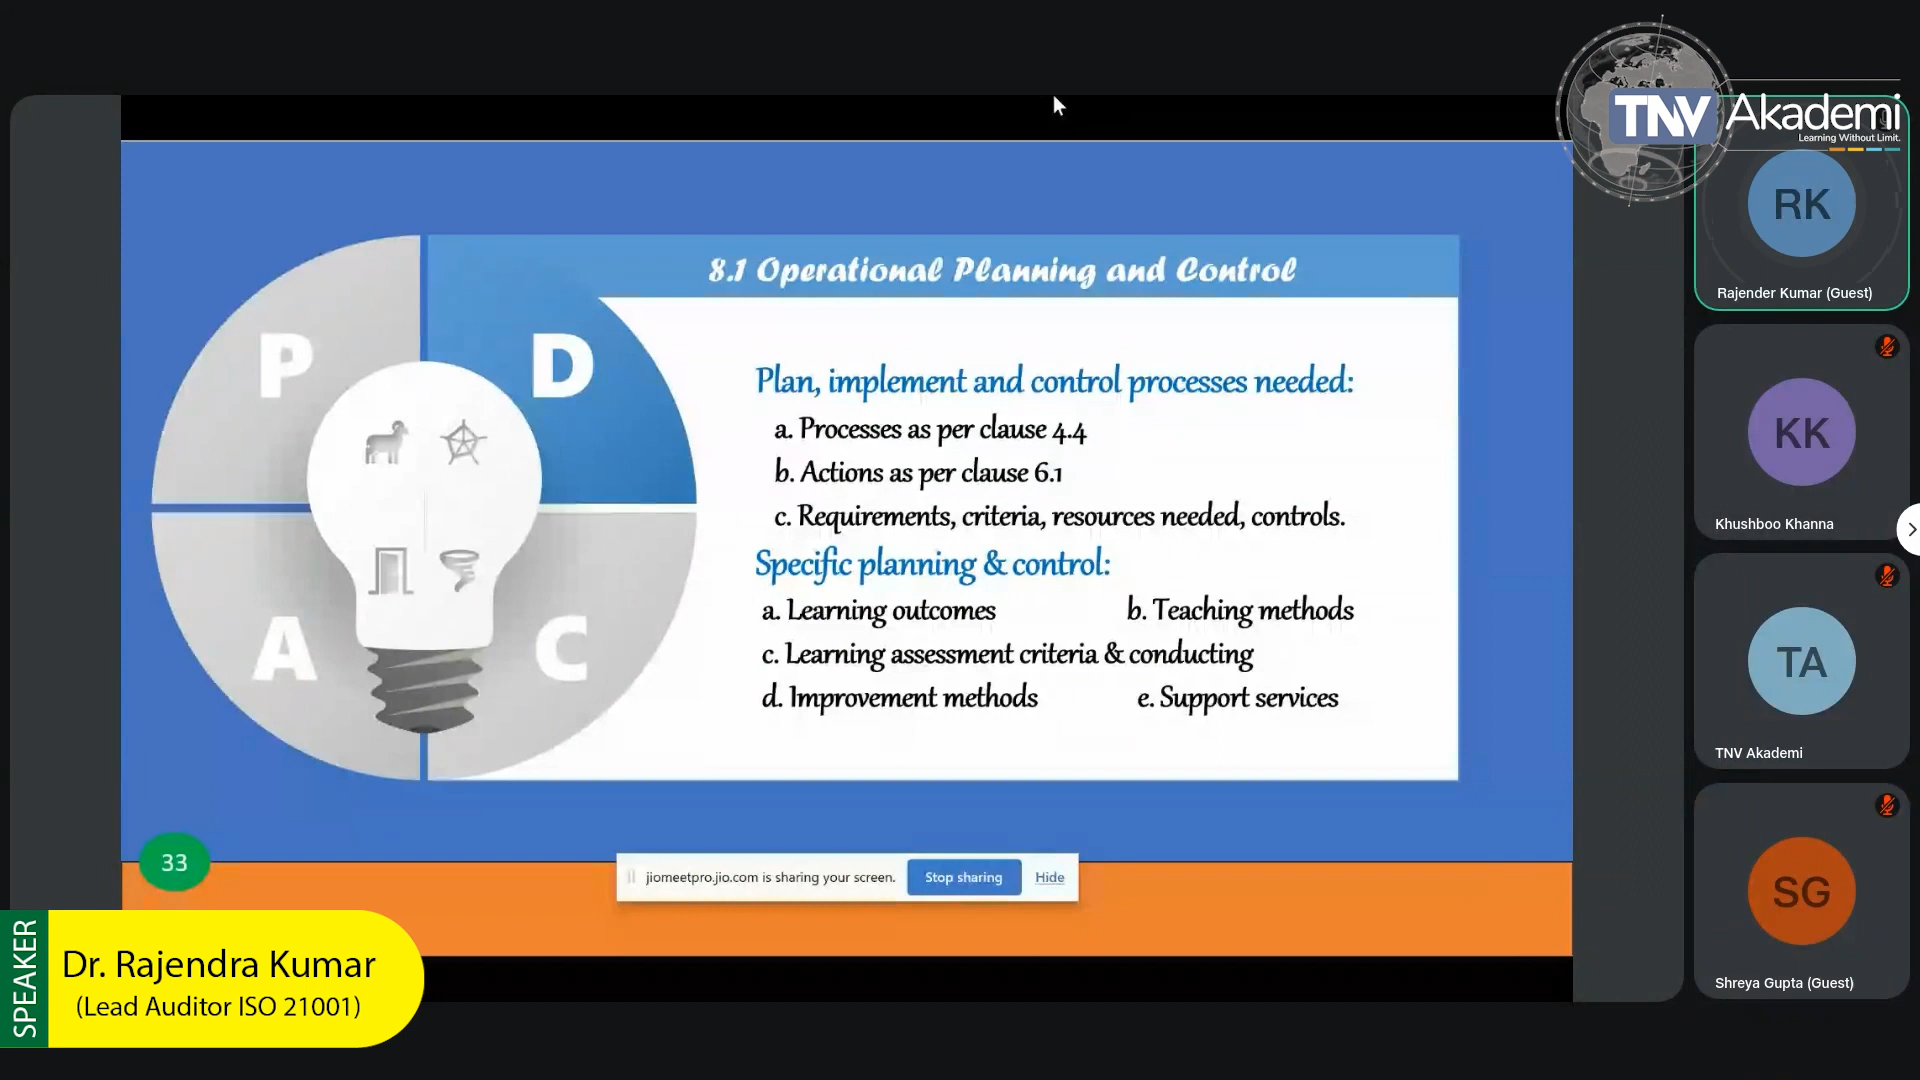 TNV Akademi
Learning Without Limit.
8.1 Operational Planning and Control
P
D
A
C
Plan, implement and control processes needed:
a. Processes as per clause 4.4
b. Actions as per clause 6.1
c. Requirements, criteria, resources needed, controls.
Specific planning & control:
a. Learning outcomes b. Teaching methods
c. Learning assessment criteria & conducting
d. Improvement methods e. Support services
33
jiomeetpro.jio.com is sharing your screen. Stop sharing Hide
SPEAKER
Dr. Rajendra Kumar
(Lead Auditor ISO 21001)
RK
Rajender Kumar (Guest)
KK
Khushboo Khanna
TA
TNV Akademi
SG
Shreya Gupta (Guest)